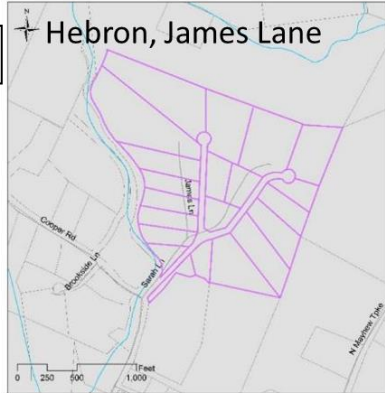 N
Hebron, James Lane
James Ln
Cooper Rd
Brookside Ln
Sarah Ln
N Mayhew Tpke
0 250 500 1,000
Feet